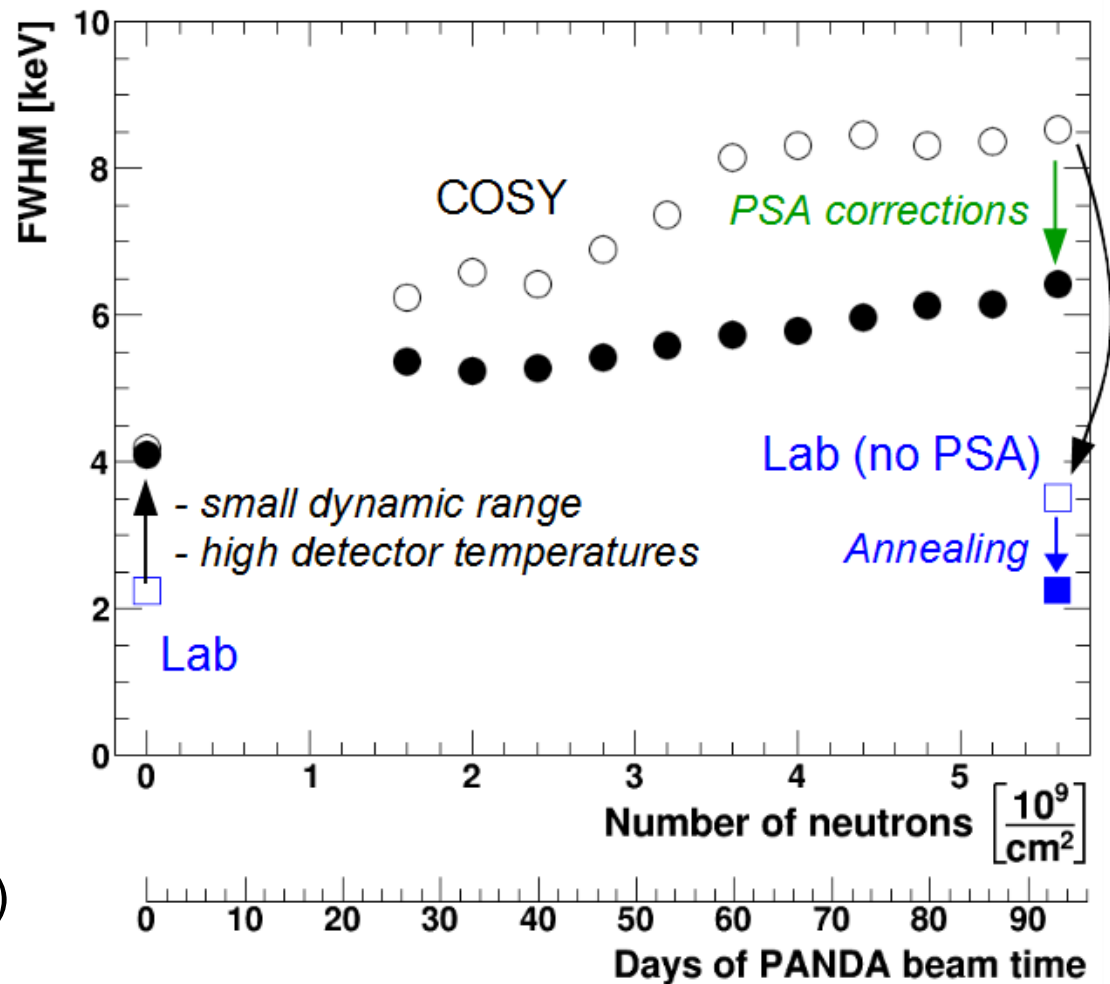 10
FWHM [keV]
8
6
4
2
0
COSY
PSA corrections
Lab (no PSA)
- small dynamic range
- high detector temperatures
Annealing
Lab
0 1 2 3 4 5
Number of neutrons [10⁹/cm²]
)
0 10 20 30 40 50 60 70 80 90
Days of PANDA beam time